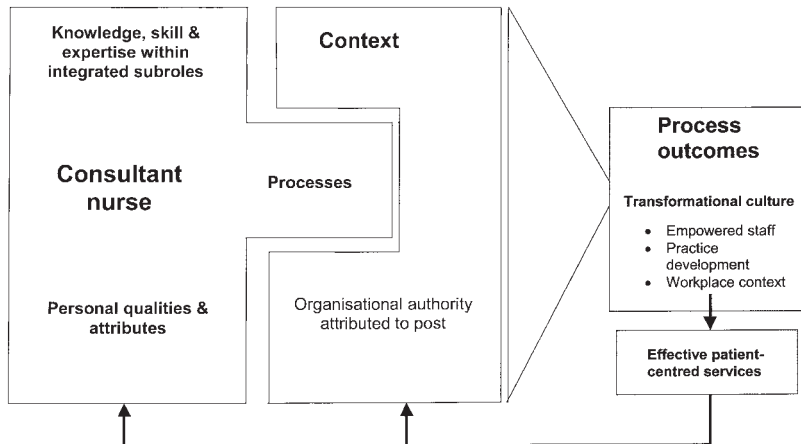 Knowledge, skill &
expertise within
integrated subroles
Consultant
nurse
Processes
Personal qualities &
attributes
Context
Organisational authority
attributed to post
Process
outcomes
Transformational culture
• Empowered staff
• Practice
development
• Workplace context
Effective patient-
centred services